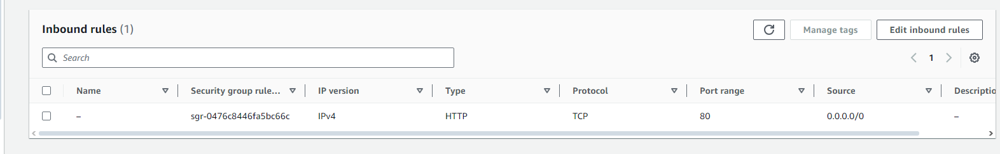 Inbound rules (1)
Manage tags
Edit inbound rules
Search
1
Name Security group rule... IP version Type Protocol Port range Source Descriptio
– sgr-0476c8446fa5bc66c IPv4 HTTP TCP 80 0.0.0.0/0 –